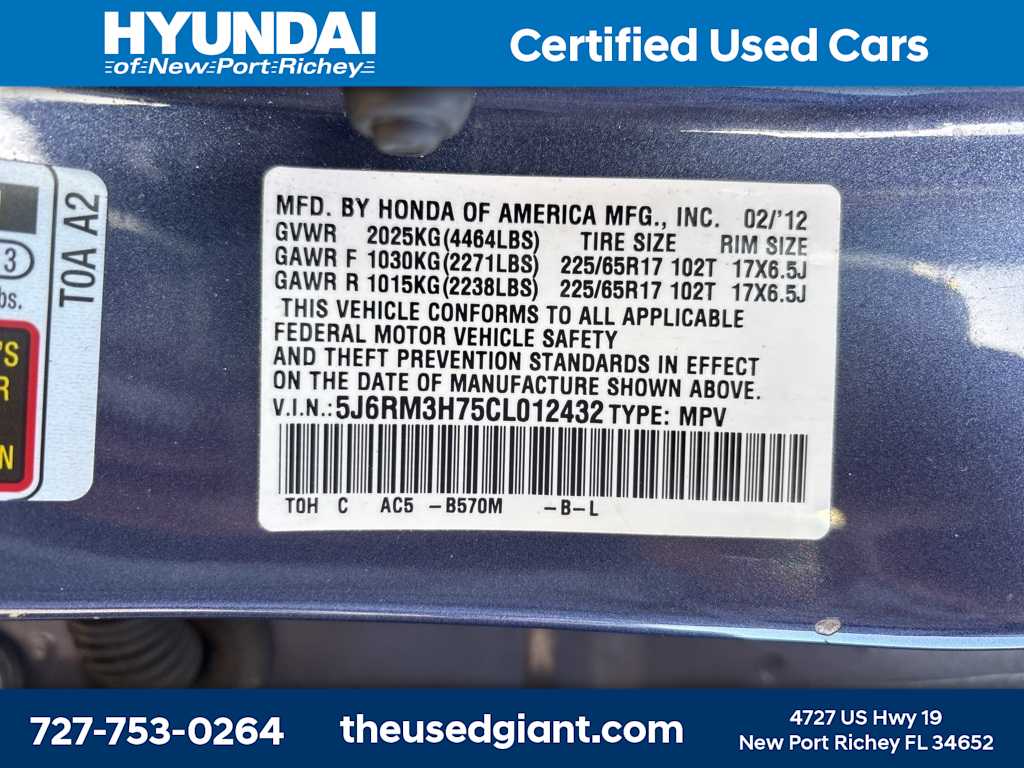 HYUNDAI
of New Port Richey
Certified Used Cars
MFD. BY HONDA OF AMERICA MFG., INC. 02/'12
GVWR 2025KG(4464LBS) TIRE SIZE RIM SIZE
GAWR F 1030KG(2271LBS) 225/65R17 102T 17X6.5J
GAWR R 1015KG(2238LBS) 225/65R17 102T 17X6.5J
THIS VEHICLE CONFORMS TO ALL APPLICABLE
FEDERAL MOTOR VEHICLE SAFETY
AND THEFT PREVENTION STANDARDS IN EFFECT
ON THE DATE OF MANUFACTURE SHOWN ABOVE.
V.I.N.: 5J6RM3H75CL012432 TYPE: MPV
TOH C AC5 -B570M -B-L
T0A A2
3
bs.
'S
R
N
727-753-0264
theusedgiant.com
4727 US Hwy 19
New Port Richey FL 34652